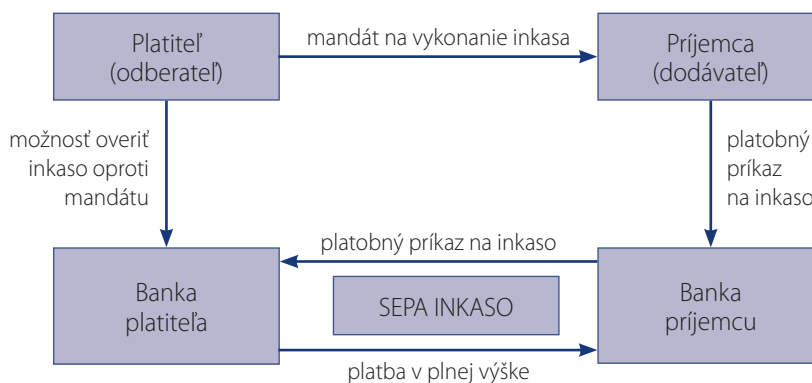 Platiteľ
(odberateľ)
mandát na vykonanie inkasa
Príjemca
(dodávateľ)
možnosť overiť
inkaso oproti
mandátu
platobný
príkaz
na inkaso
platobný príkaz na inkaso
Banka
platiteľa
SEPA INKASO
Banka
príjemcu
platba v plnej výške